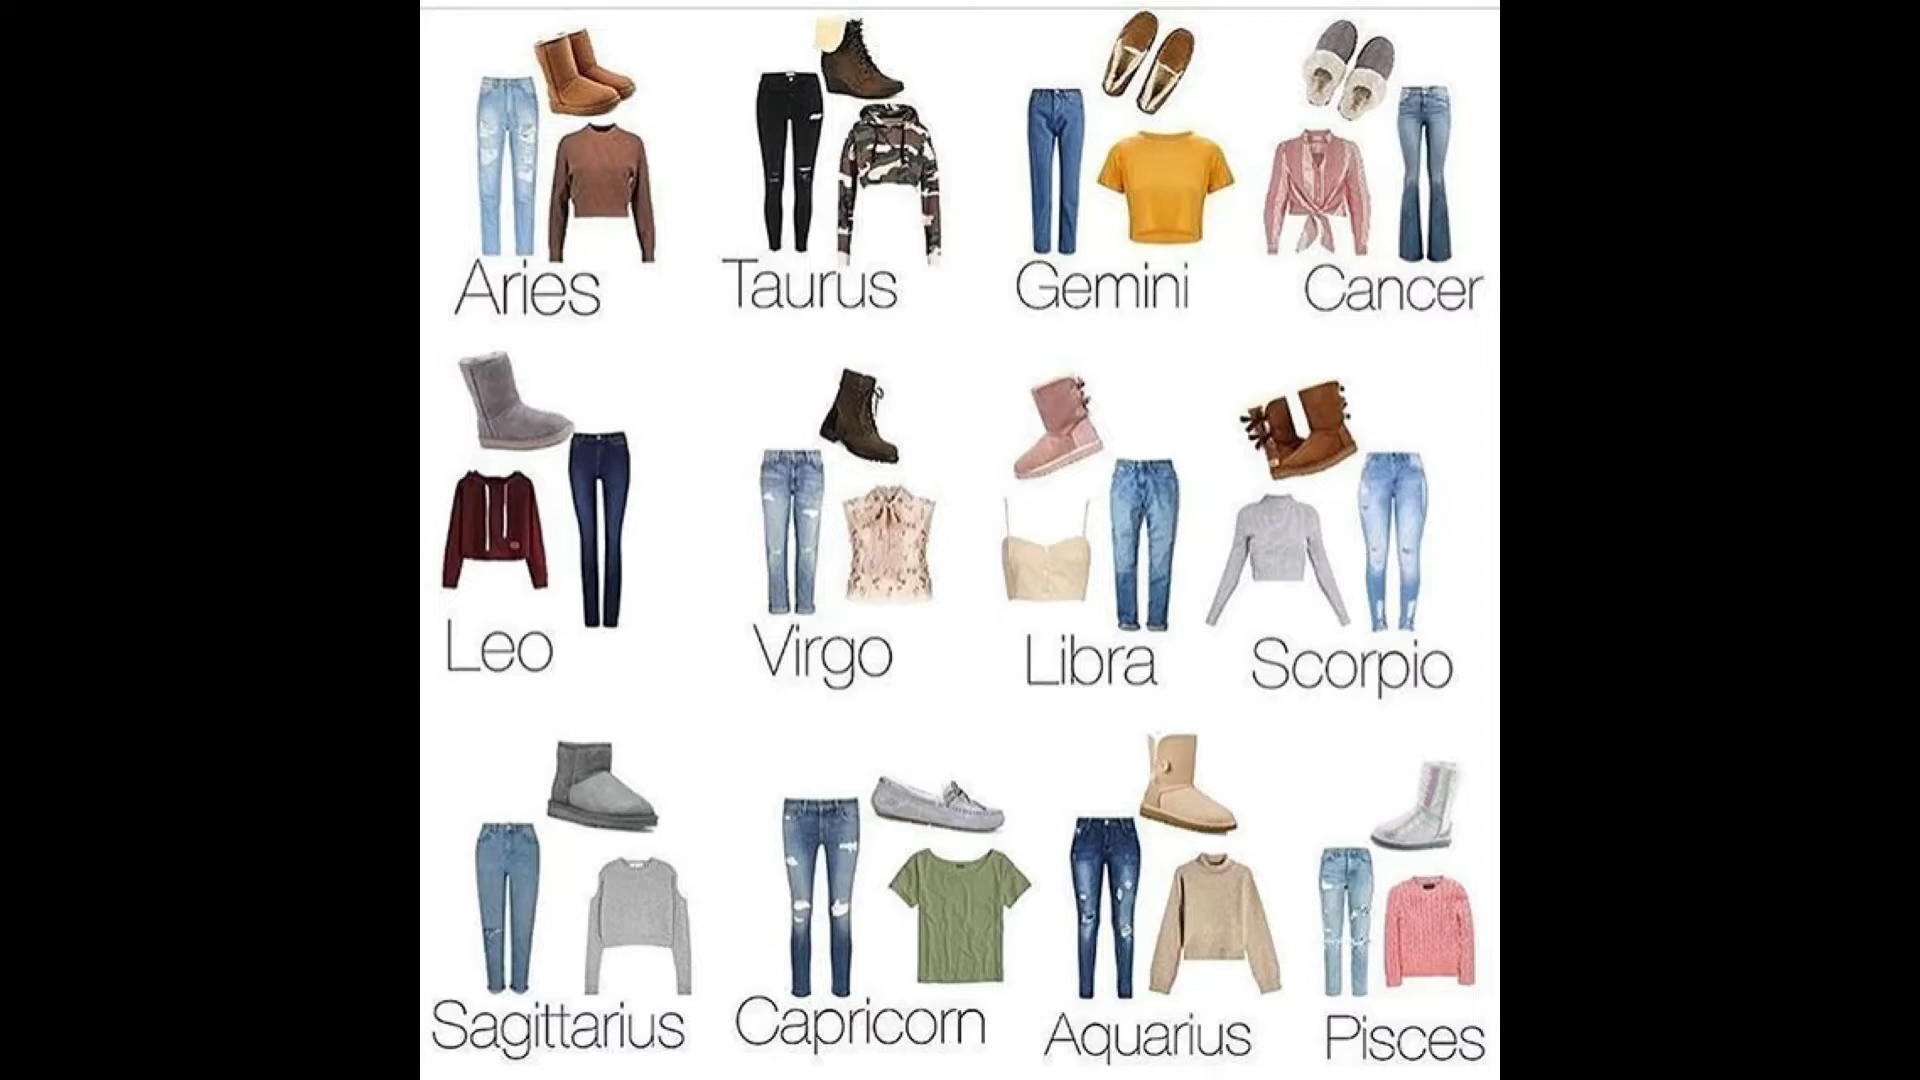 Aries
Taurus
Gemini
Cancer
Leo
Virgo
Libra
Scorpio
Sagittarius
Capricorn
Aquarius
Pisces